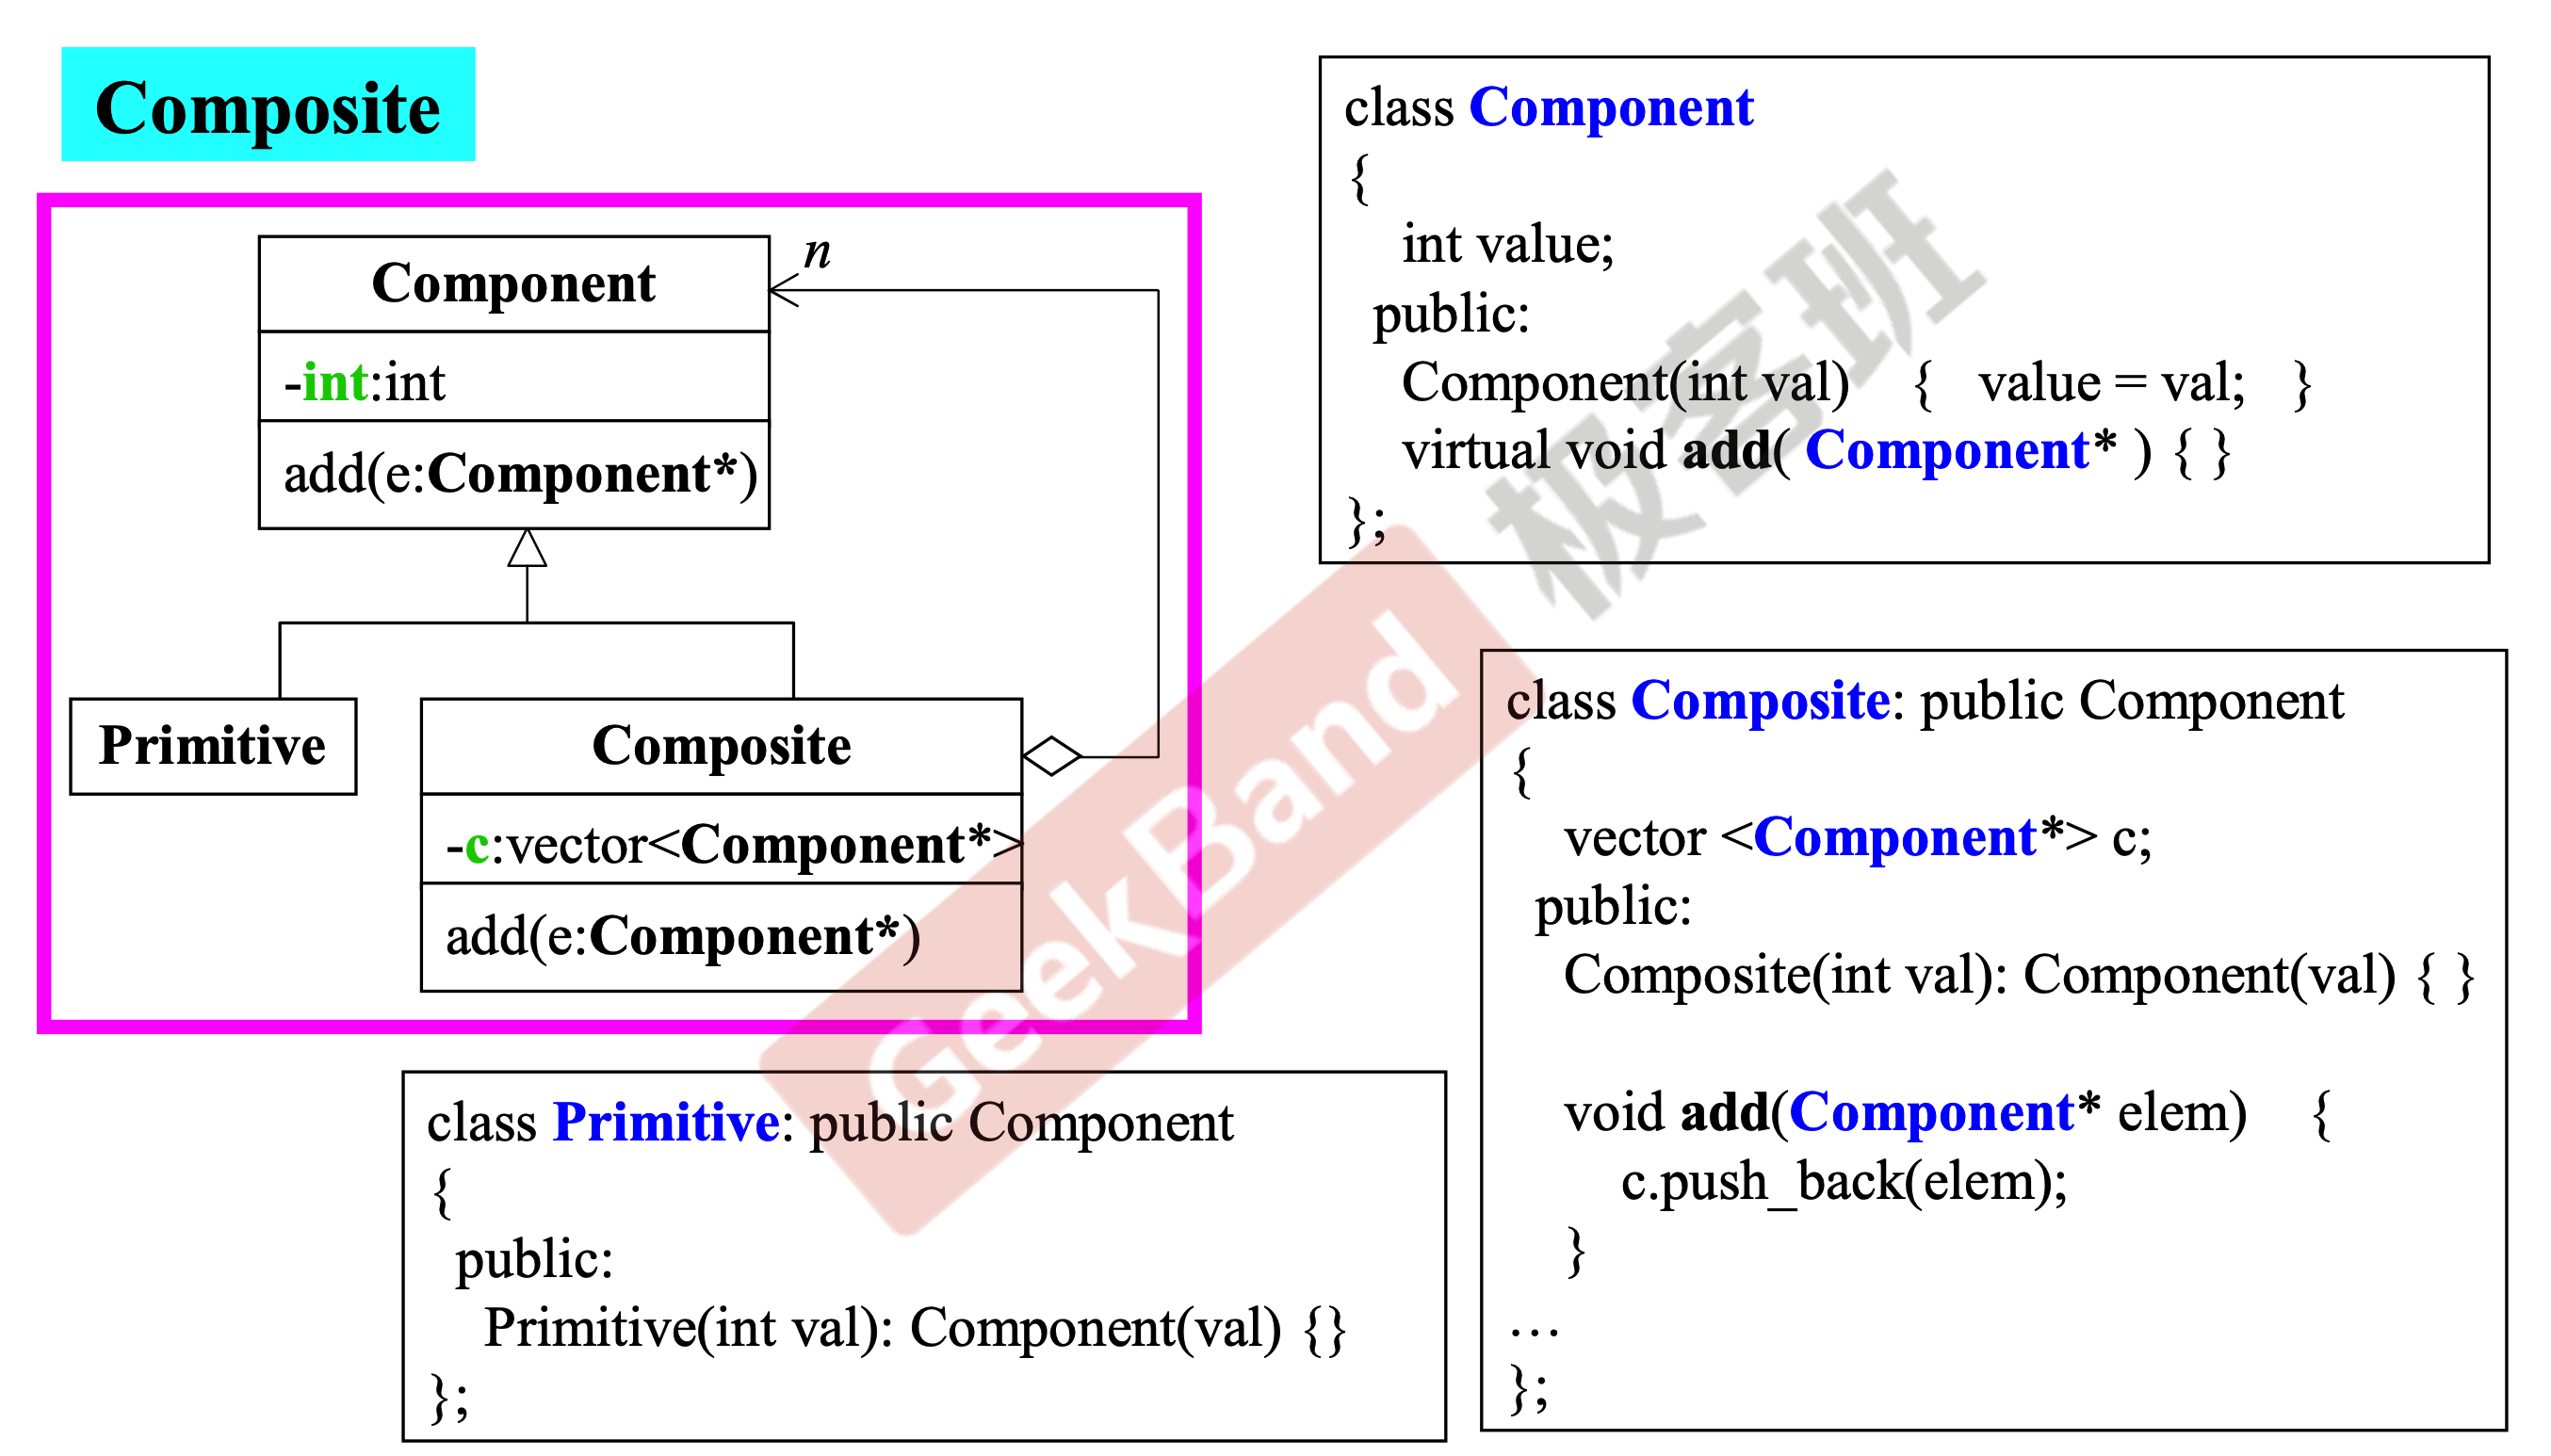 Composite
Component
n
-int:int
add(e:Component*)
Primitive
Composite
-c:vector<Component*>
add(e:Component*)
class Component
{
int value;
public:
Component(int val) { value = val; }
virtual void add( Component* ) { }
};
class Composite: public Component
{
vector <Component*> c;
public:
Composite(int val): Component(val) { }
void add(Component* elem) {
c.push_back(elem);
}
…
};
class Primitive: public Component
{
public:
Primitive(int val): Component(val) {}
};
GeekBand 极客班